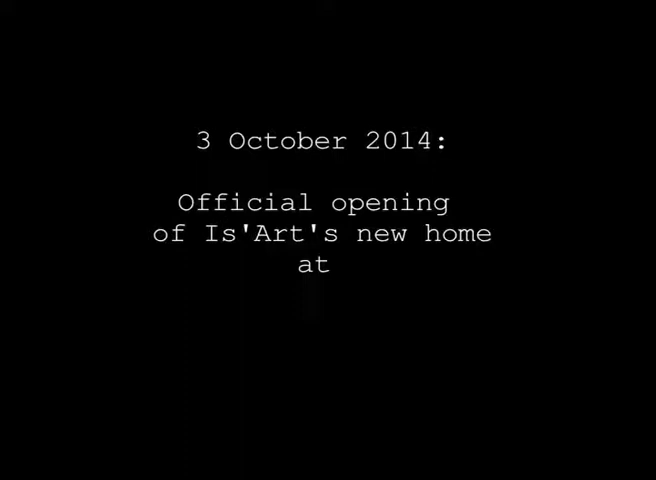 3 October 2014:
Official opening
of Is'Art's new home
at